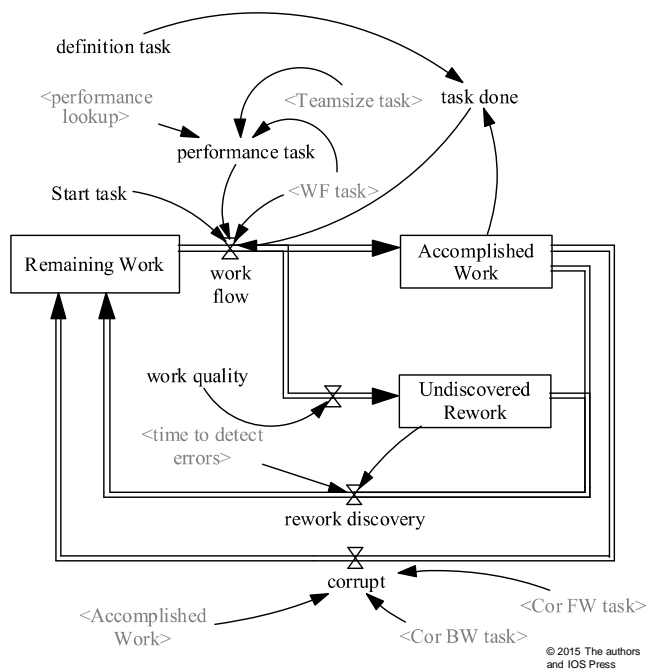 definition task
<performance
lookup>
<Teamsize task>
task done
performance task
Start task
<WF task>
Remaining Work
work
flow
Accomplished
Work
work quality
Undiscovered
Rework
<time to detect
errors>
rework discovery
corrupt
<Accomplished
Work>
<Cor BW task>
<Cor FW task>
© 2015 The authors
and IOS Press